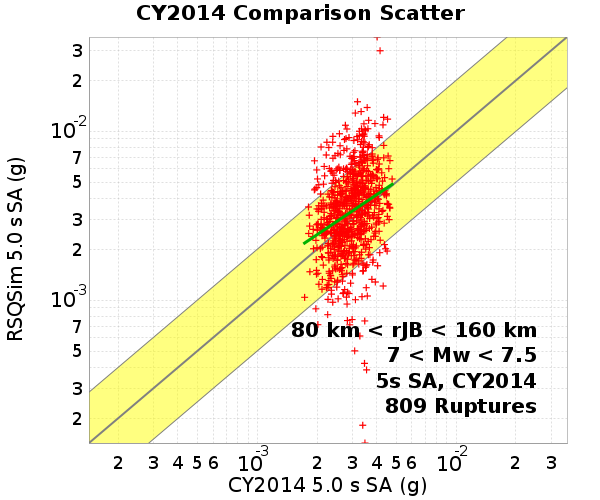 CY2014 Comparison Scatter
RSQSim 5.0 s SA (g)
3
2
10-2
7
5
3
2
10-3
7
5
3
2
80 km < rJB < 160 km
7 < Mw < 7.5
5s SA, CY2014
809 Ruptures
2 3 4 5 6 10-3 2 3 4 5 6 10-2 2 3
CY2014 5.0 s SA (g)